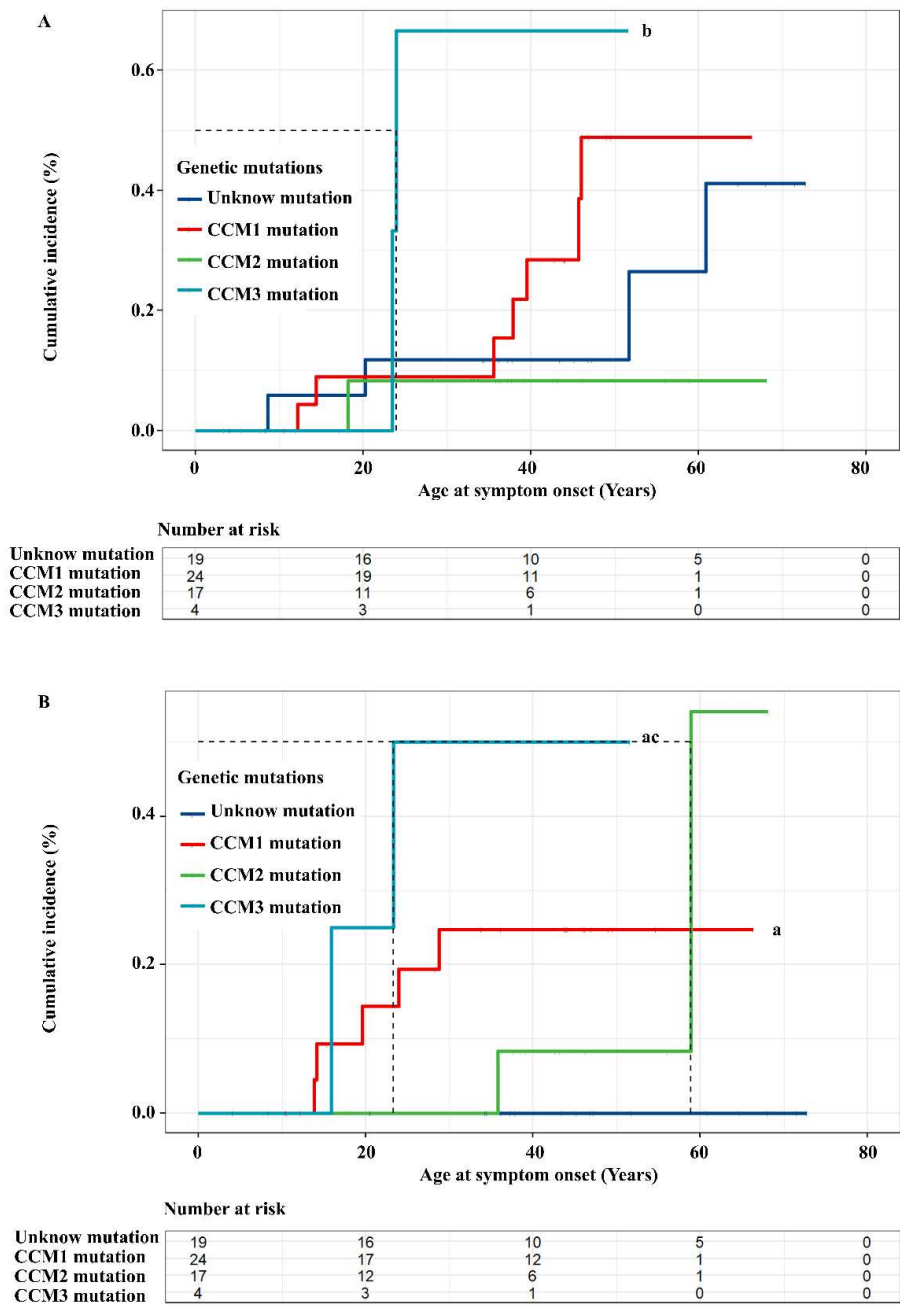 A
b
0.6
0.4
0.2
0.0
Cumulative incidence (%)
Genetic mutations
Unknow mutation
CCM1 mutation
CCM2 mutation
CCM3 mutation
0 20 40 60 80
Age at symptom onset (Years)
Number at risk
Unknow mutation 19 16 10 5 0
CCM1 mutation 24 19 11 1 0
CCM2 mutation 17 11 6 1 0
CCM3 mutation 4 3 1 0 0
B
ac
a
0.4
0.2
0.0
Cumulative incidence (%)
Genetic mutations
Unknow mutation
CCM1 mutation
CCM2 mutation
CCM3 mutation
0 20 40 60 80
Age at symptom onset (Years)
Number at risk
Unknow mutation 19 16 10 5 0
CCM1 mutation 24 17 12 1 0
CCM2 mutation 17 12 6 1 0
CCM3 mutation 4 3 1 0 0